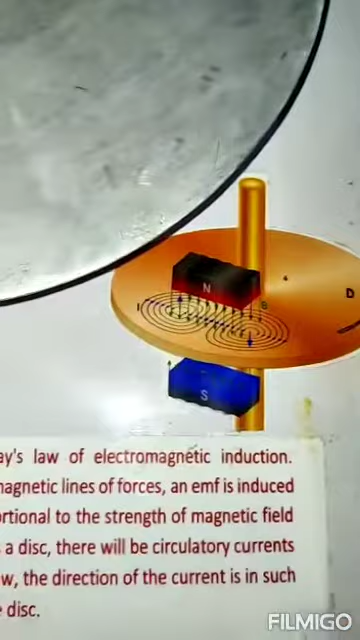 N
B
I
D
S
ay's law of electromagnetic induction.
nagnetic lines of forces, an emf is induced
ortional to the strength of magnetic field
a disc, there will be circulatory currents
w, the direction of the current is in such
e disc.
FILMIGO